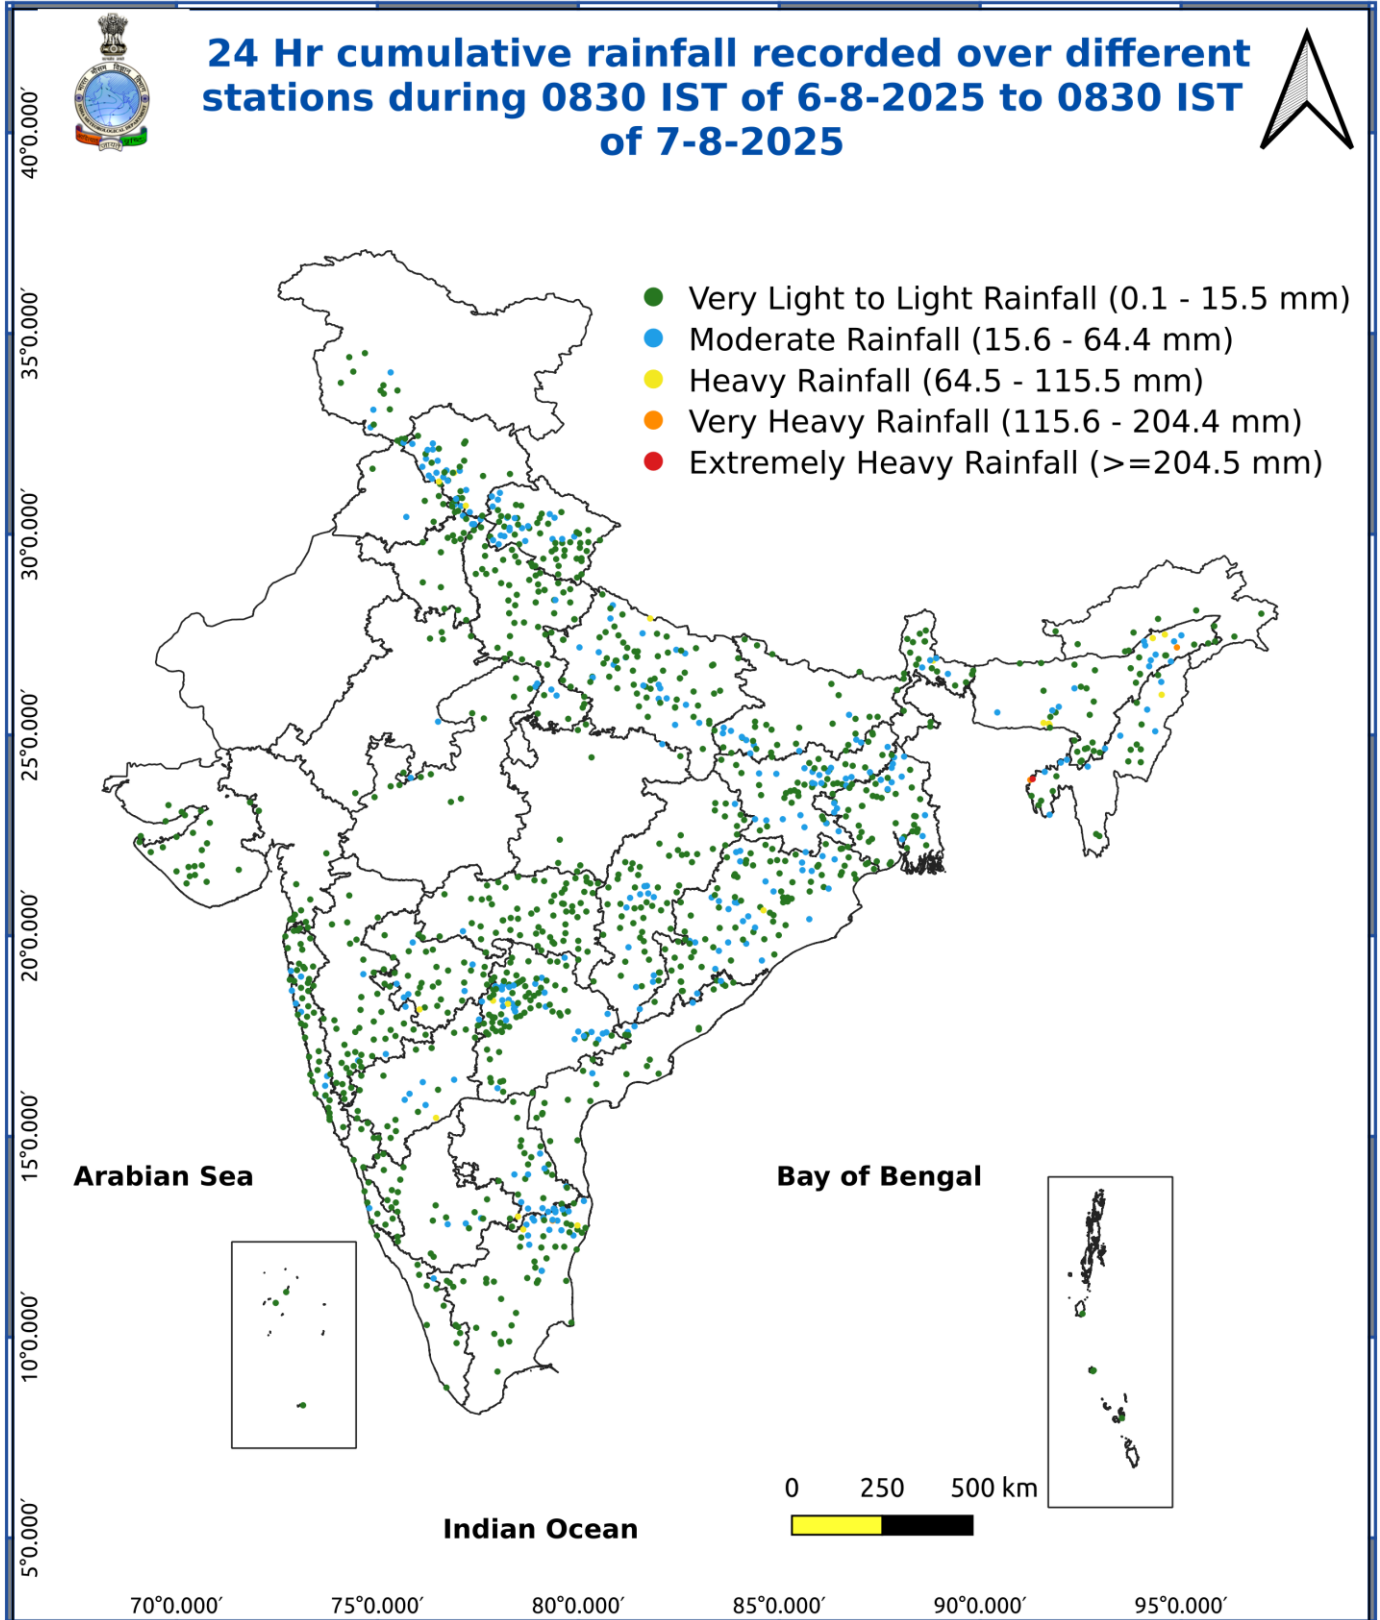 24 Hr cumulative rainfall recorded over different
stations during 0830 IST of 6-8-2025 to 0830 IST
of 7-8-2025
Very Light to Light Rainfall (0.1 - 15.5 mm)
Moderate Rainfall (15.6 - 64.4 mm)
Heavy Rainfall (64.5 - 115.5 mm)
Very Heavy Rainfall (115.6 - 204.4 mm)
Extremely Heavy Rainfall (>=204.5 mm)
40°0.000′
35°0.000′
30°0.000′
25°0.000′
20°0.000′
15°0.000′
10°0.000′
5°0.000′
Arabian Sea
Bay of Bengal
0 250 500 km
Indian Ocean
70°0.000′ 75°0.000′ 80°0.000′ 85°0.000′ 90°0.000′ 95°0.000′